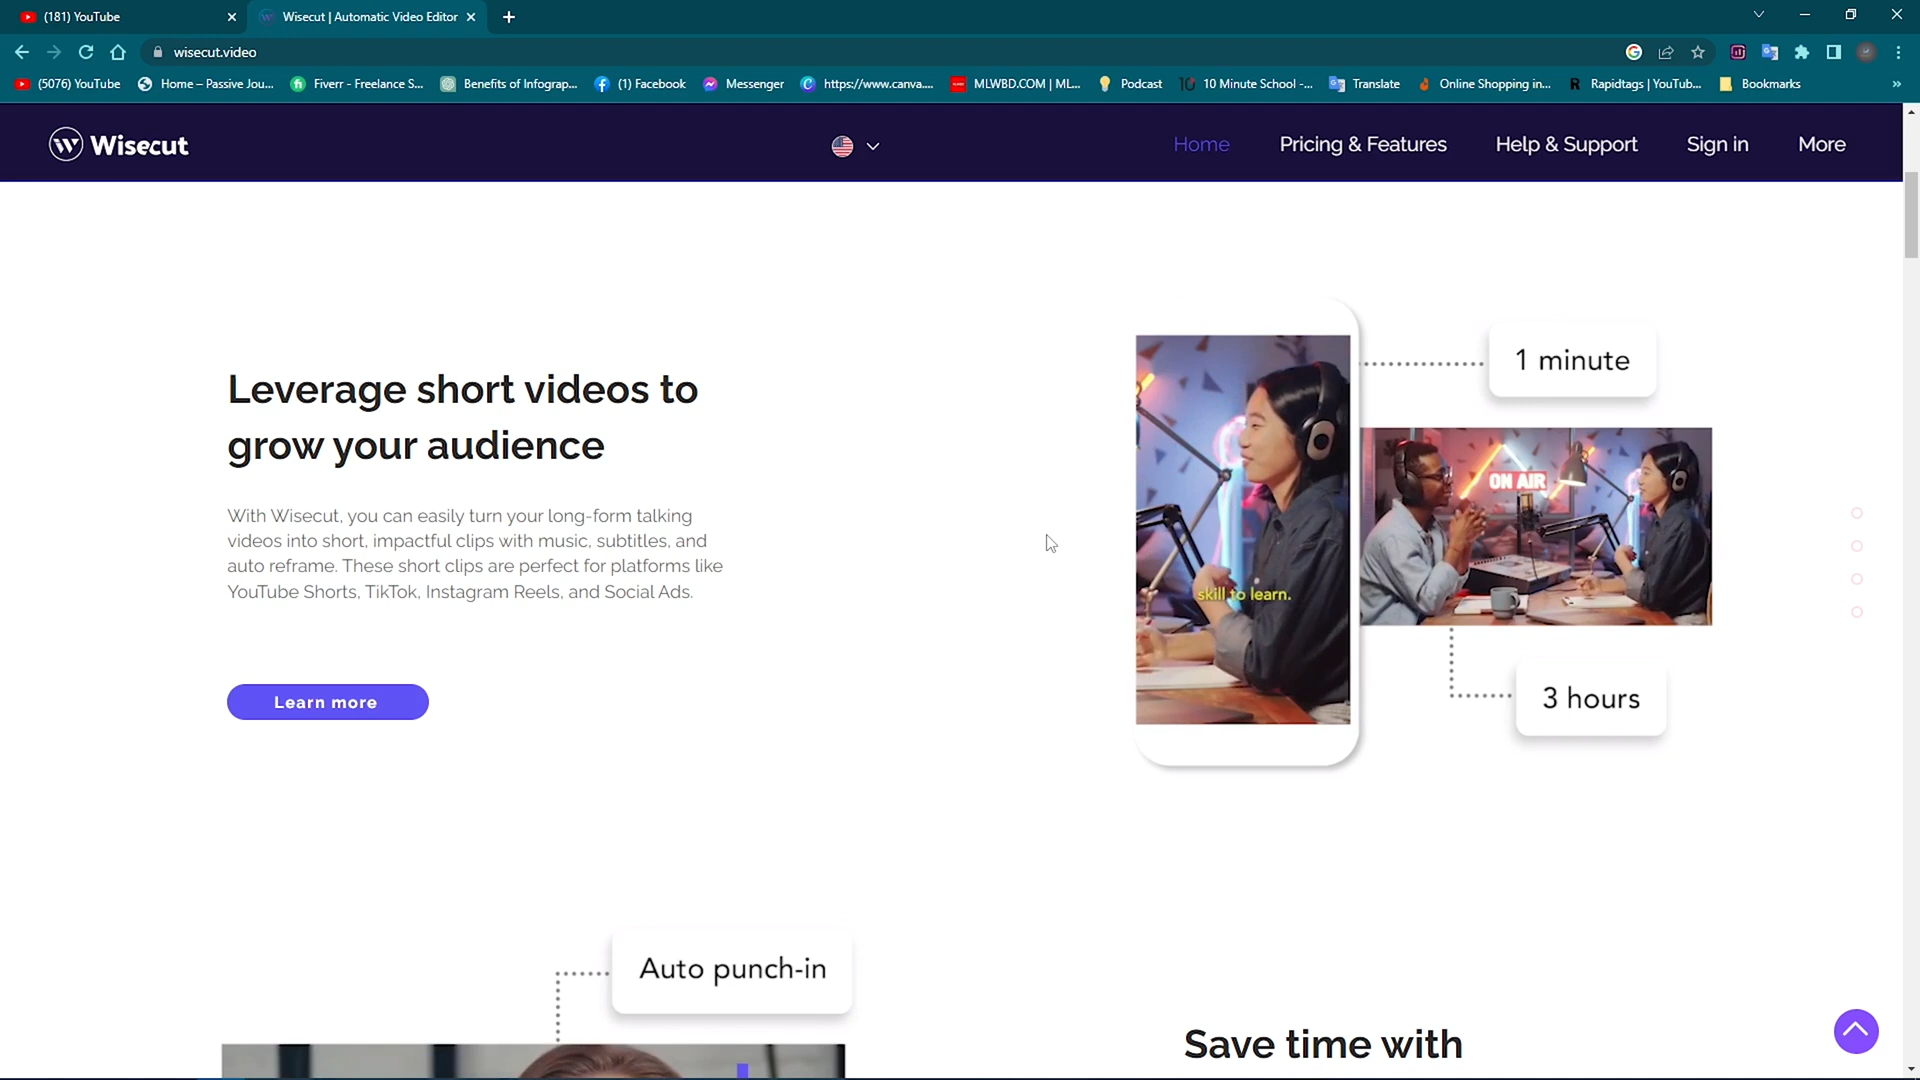 (181) YouTube
Wisecut | Automatic Video Editor
wisecut.video
(5076) YouTube
Home – Passive Jou...
Fiverr - Freelance S...
Benefits of Infograp...
(1) Facebook
Messenger
https://www.canva....
MLWBD.COM | ML...
Podcast
10 Minute School -...
Translate
Online Shopping in...
Rapidtags | YouTub...
Bookmarks
Wisecut
Home
Pricing & Features
Help & Support
Sign in
More
Leverage short videos to
grow your audience
With Wisecut, you can easily turn your long-form talking
videos into short, impactful clips with music, subtitles, and
auto reframe. These short clips are perfect for platforms like
YouTube Shorts, TikTok, Instagram Reels, and Social Ads.
Learn more
1 minute
ON AIR
skill to learn.
3 hours
Auto punch-in
Save time with